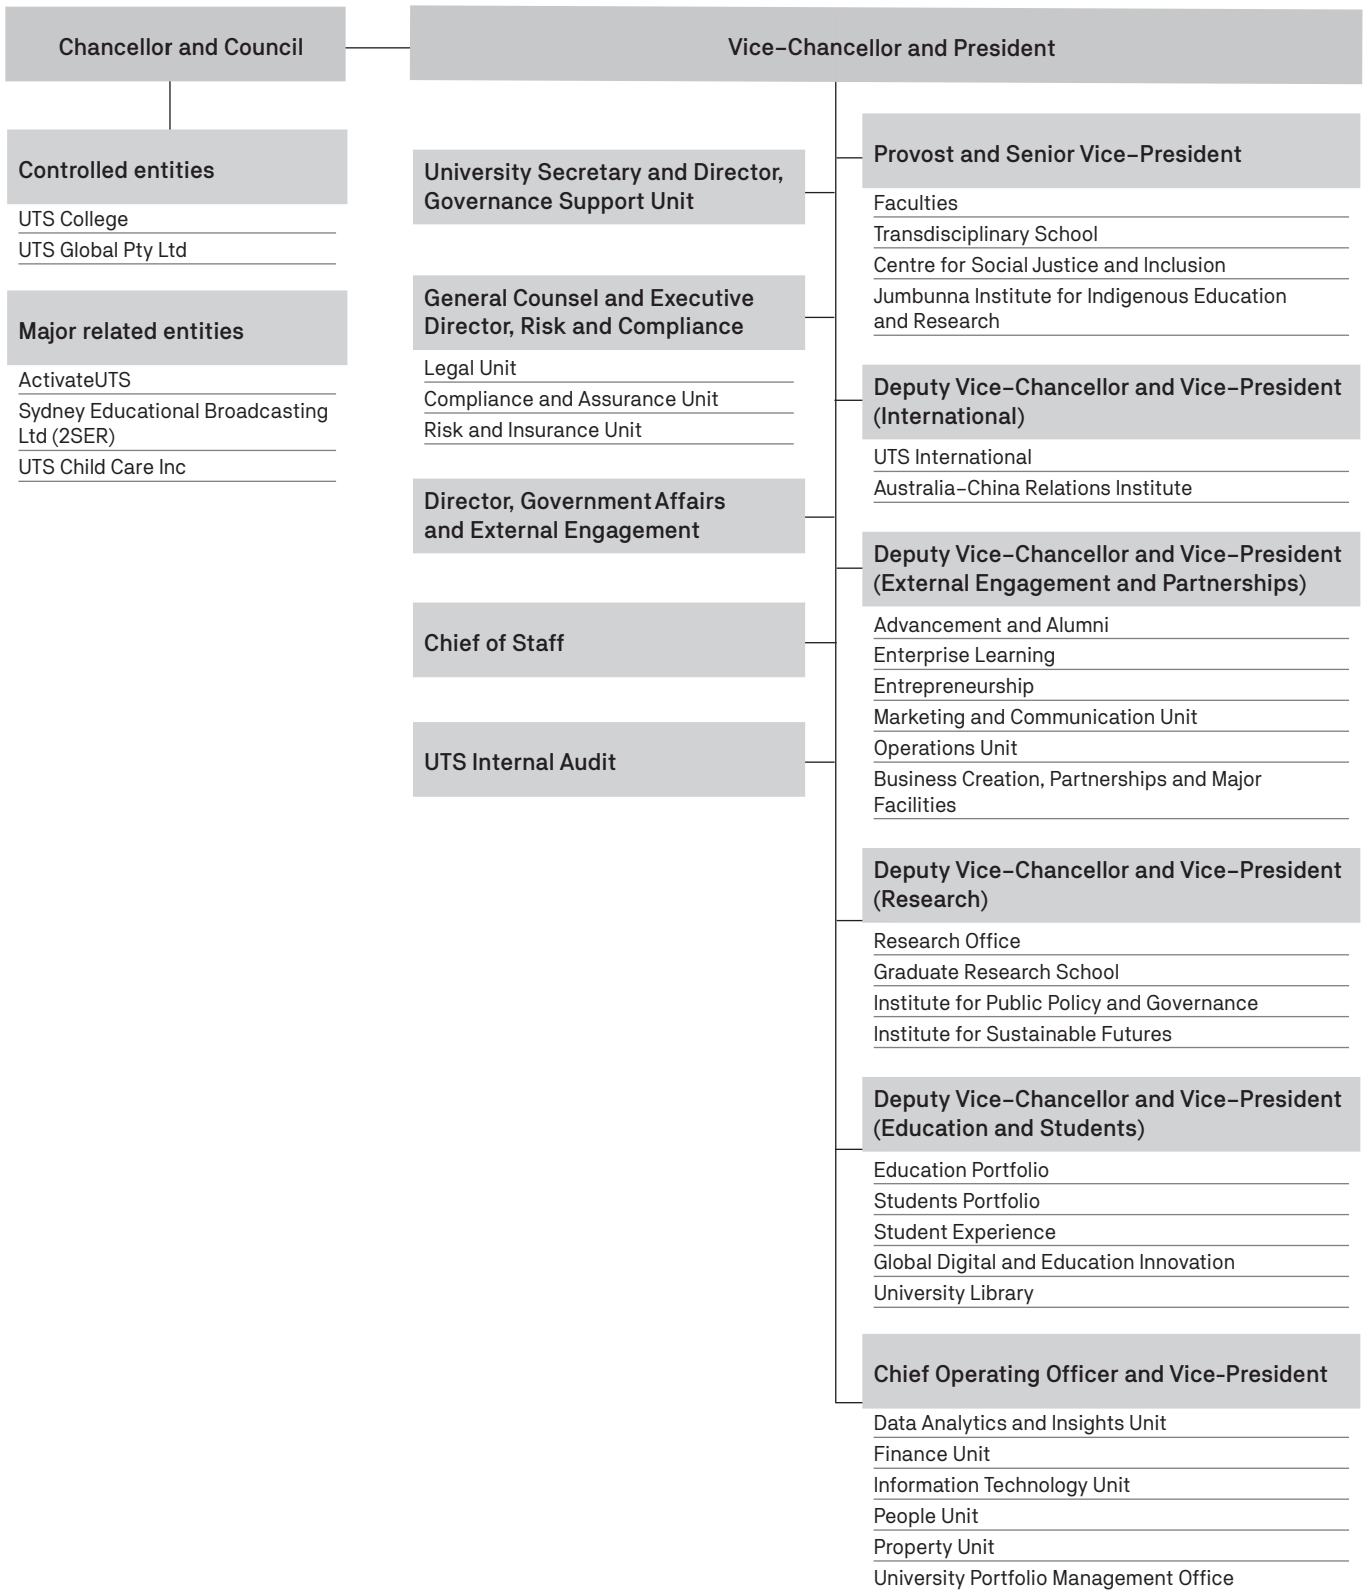 Chancellor and Council
Vice–Chancellor and President
Controlled entities
UTS College
UTS Global Pty Ltd
Major related entities
ActivateUTS
Sydney Educational Broadcasting
Ltd (2SER)
UTS Child Care Inc
University Secretary and Director,
Governance Support Unit
General Counsel and Executive
Director, Risk and Compliance
Legal Unit
Compliance and Assurance Unit
Risk and Insurance Unit
Director, Government Affairs
and External Engagement
Chief of Staff
UTS Internal Audit
Provost and Senior Vice–President
Faculties
Transdisciplinary School
Centre for Social Justice and Inclusion
Jumbunna Institute for Indigenous Education
and Research
Deputy Vice–Chancellor and Vice–President
(International)
UTS International
Australia–China Relations Institute
Deputy Vice–Chancellor and Vice–President
(External Engagement and Partnerships)
Advancement and Alumni
Enterprise Learning
Entrepreneurship
Marketing and Communication Unit
Operations Unit
Business Creation, Partnerships and Major
Facilities
Deputy Vice–Chancellor and Vice–President
(Research)
Research Office
Graduate Research School
Institute for Public Policy and Governance
Institute for Sustainable Futures
Deputy Vice–Chancellor and Vice–President
(Education and Students)
Education Portfolio
Students Portfolio
Student Experience
Global Digital and Education Innovation
University Library
Chief Operating Officer and Vice-President
Data Analytics and Insights Unit
Finance Unit
Information Technology Unit
People Unit
Property Unit
University Portfolio Management Office